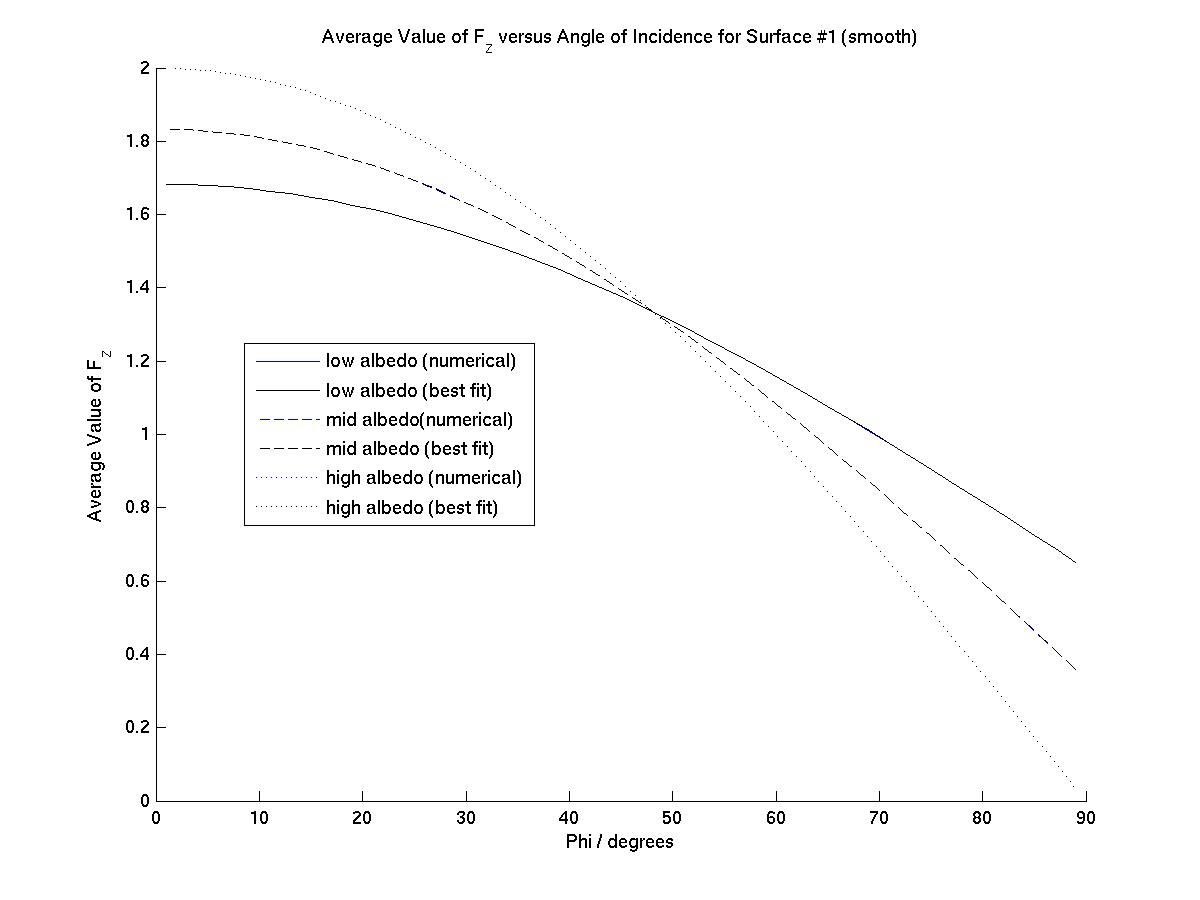 Average Value of F_Z versus Angle of Incidence for Surface #1 (smooth)
2
1.8
1.6
1.4
1.2
1
0.8
0.6
0.4
0.2
0
Average Value of F_Z
low albedo (numerical)
low albedo (best fit)
mid albedo(numerical)
mid albedo (best fit)
high albedo (numerical)
high albedo (best fit)
0 10 20 30 40 50 60 70 80 90
Phi / degrees